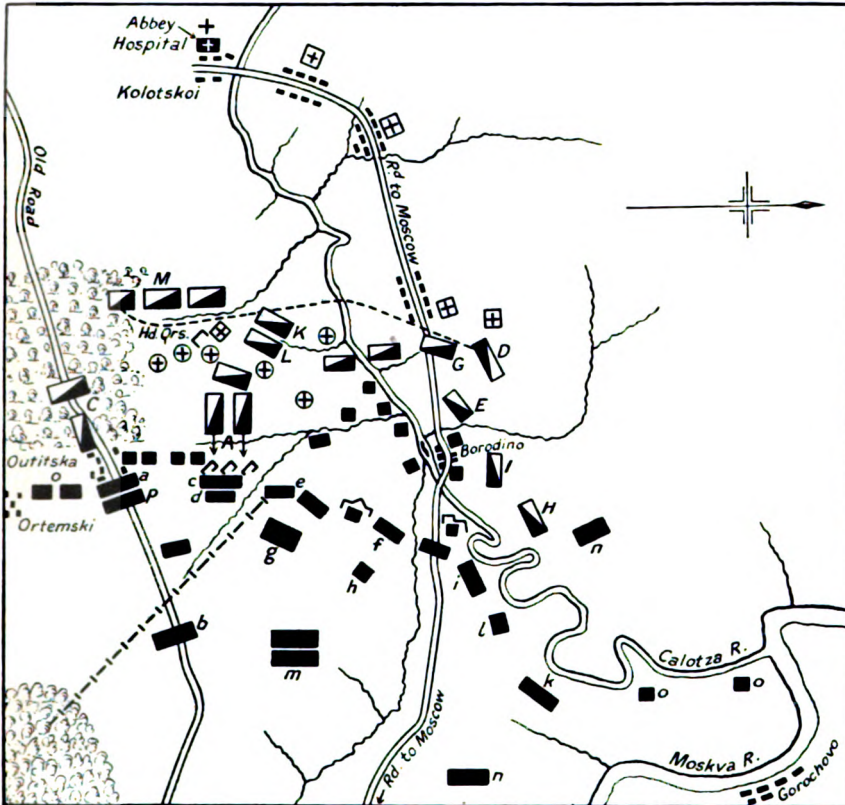 Abbey
Hospital
Kolotskoi
Old Road
Rd. to Moscow
M
Hd. Qrs.
K
L
G
D
C
E
A
Borodino
I
Outitska
o
a
c
d
e
p
Ortemski
g
f
H
n
h
i
b
l
m
k
Calotza R.
o
o
Rd. to Moscow
n
Moskva R.
Gorochovo